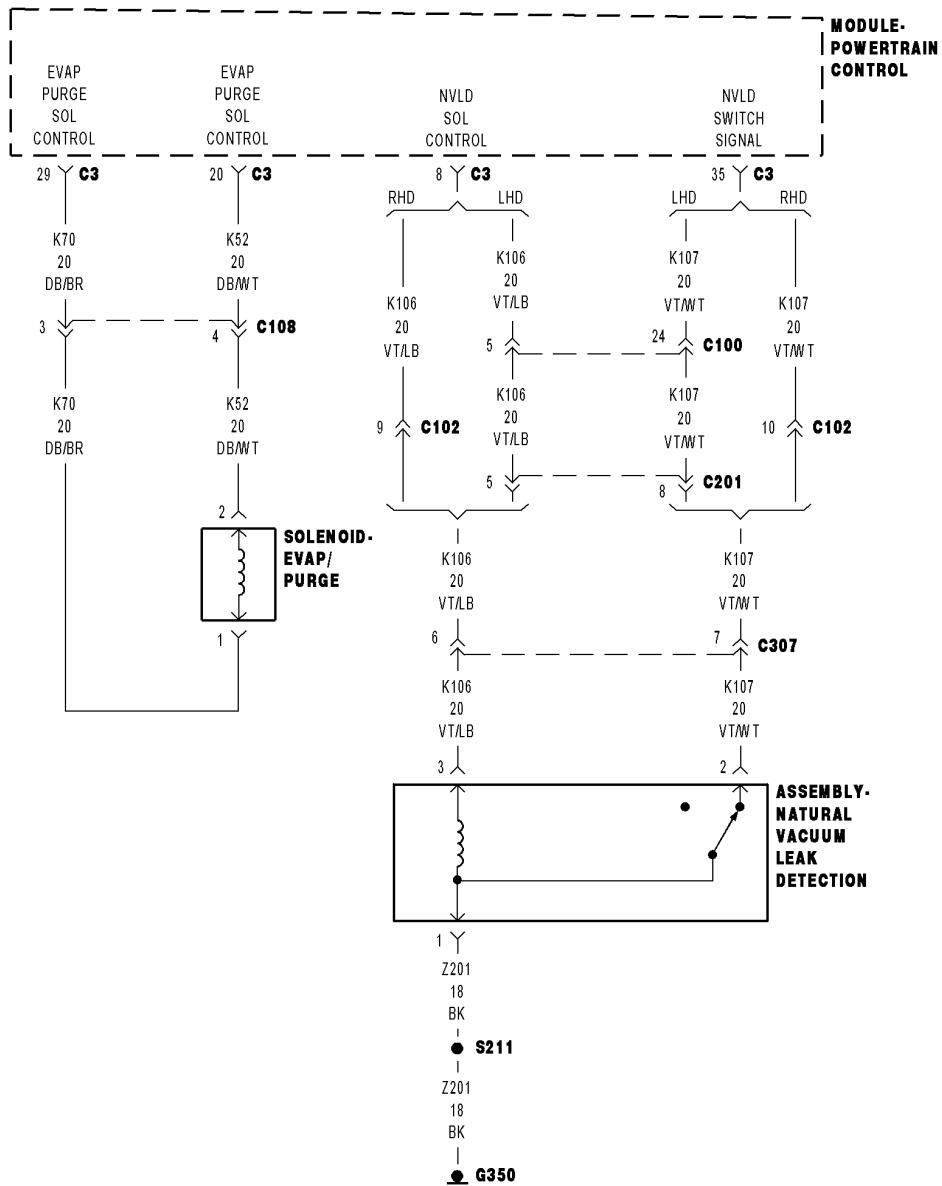 MODULE-
POWERTRAIN
CONTROL
EVAP
PURGE
SOL
CONTROL
EVAP
PURGE
SOL
CONTROL
NVLD
SOL
CONTROL
NVLD
SWITCH
SIGNAL
29 C3
20 C3
8 C3
35 C3
RHD
LHD
LHD
RHD
K70
20
DB/BR
K52
20
DB/WT
K106
20
VT/LB
K106
20
VT/LB
K107
20
VT/WT
K107
20
VT/WT
3
4
C108
5
24
C100
K70
20
DB/BR
K52
20
DB/WT
K106
20
VT/LB
K107
20
VT/WT
9 C102
10 C102
5
8
C201
2
SOLENOID-
EVAP/
PURGE
1
K106
20
VT/LB
K107
20
VT/WT
6
7
C307
K106
20
VT/LB
K107
20
VT/WT
3
2
ASSEMBLY-
NATURAL
VACUUM
LEAK
DETECTION
1
Z201
18
BK
S211
Z201
18
BK
G350